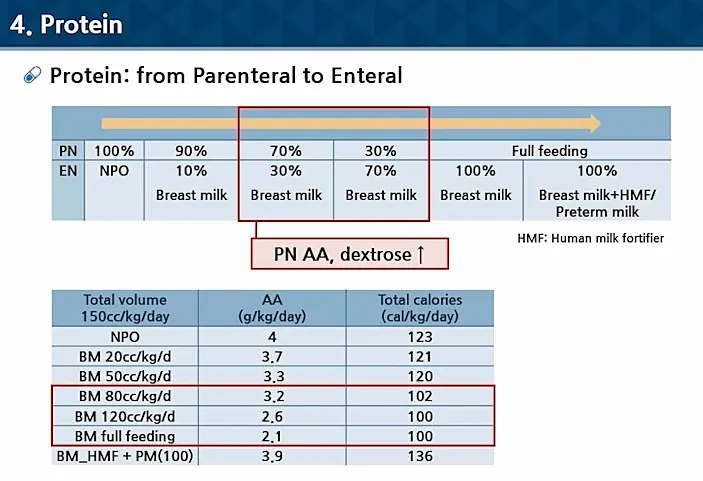 4. Protein
Protein: from Parenteral to Enteral
PN 100% 90% 70% 30% Full feeding
EN NPO 10% 30% 70% 100% 100%
Breast milk Breast milk Breast milk Breast milk Breast milk+HMF/
Preterm milk
HMF: Human milk fortifier
PN AA, dextrose ↑
Total volume AA Total calories
150cc/kg/day (g/kg/day) (cal/kg/day)
NPO 4 123
BM 20cc/kg/d 3.7 121
BM 50cc/kg/d 3.3 120
BM 80cc/kg/d 3.2 102
BM 120cc/kg/d 2.6 100
BM full feeding 2.1 100
BM_HMF + PM(100) 3.9 136